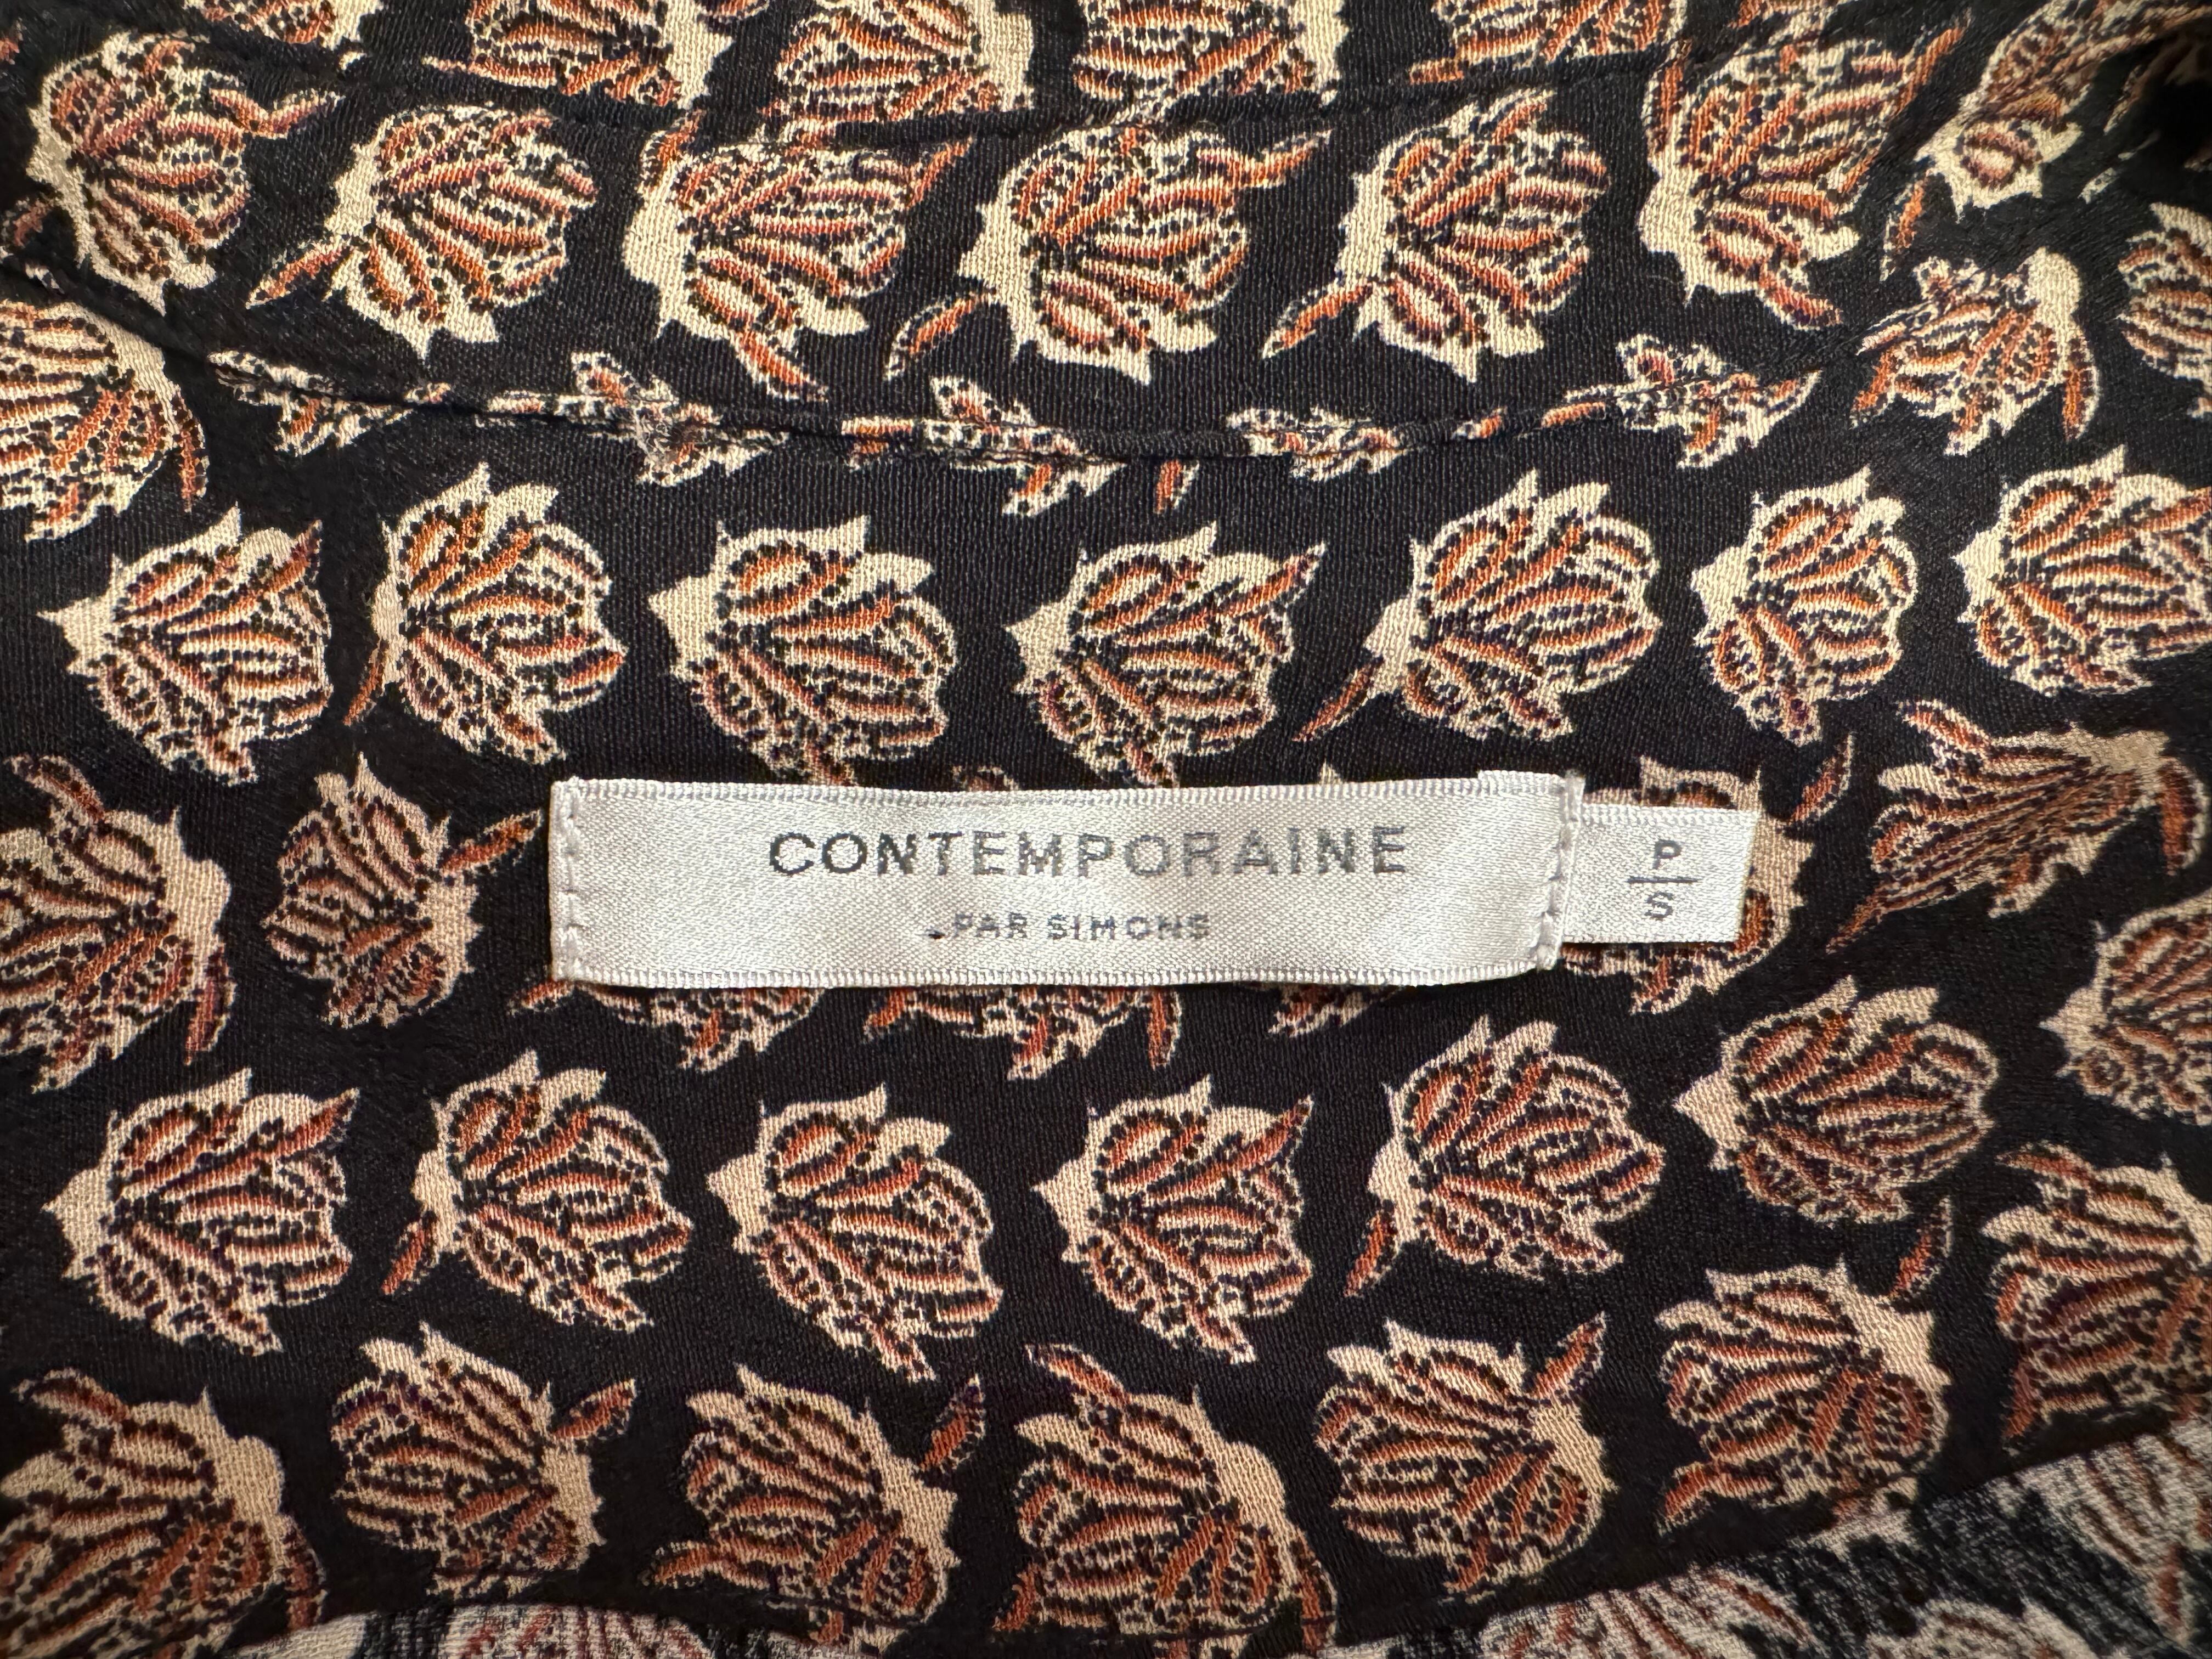 CONTEMPORAINE
PAR SIMONS
P
S